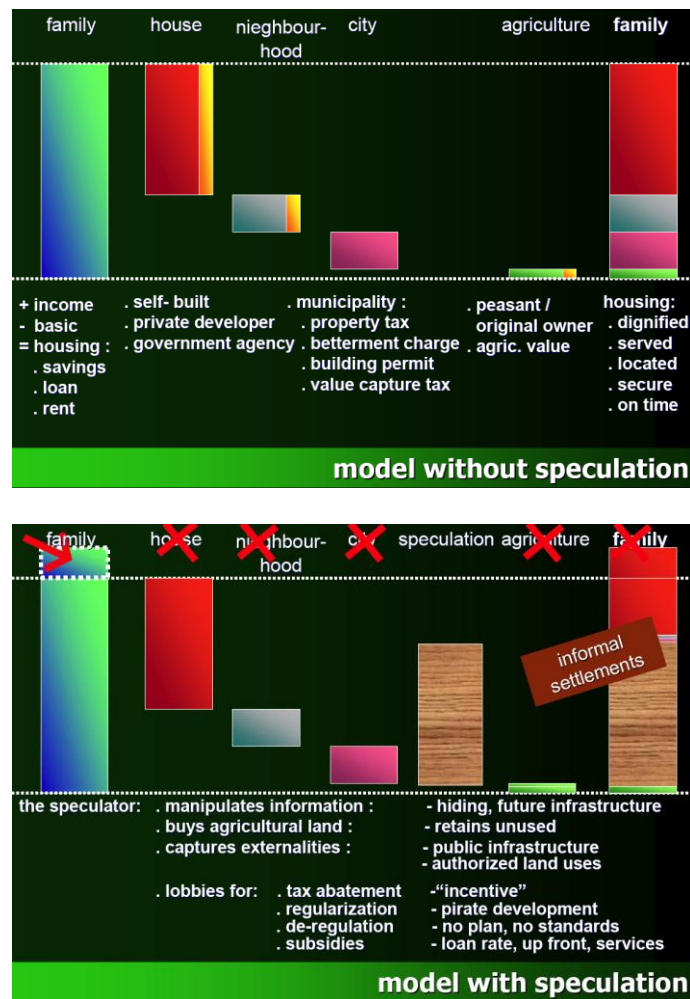 family house nieghbour- city agriculture family
hood
+ income
- basic
= housing :
. savings
. loan
. rent
. self- built
. private developer
. government agency
. municipality :
. property tax
. betterment charge
. building permit
. value capture tax
. peasant /
original owner
. agric. value
housing:
. dignified
. served
. located
. secure
. on time
model without speculation
family house nieghbour- city speculation agriculture family
hood
informal
settlements
the speculator: . manipulates information : - hiding, future infrastructure
. buys agricultural land : - retains unused
. captures externalities : - public infrastructure
- authorized land uses
. lobbies for: . tax abatement -“incentive”
. regularization - pirate development
. de-regulation - no plan, no standards
. subsidies - loan rate, up front, services
model with speculation